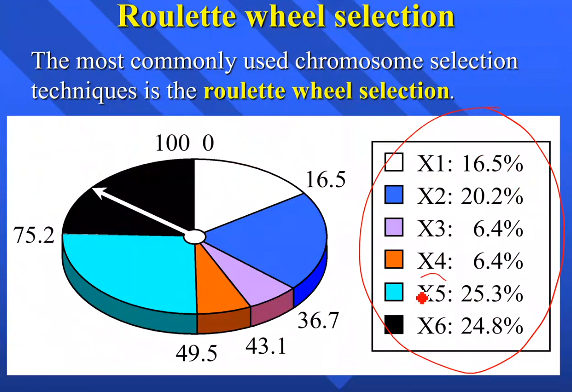 Roulette wheel selection
The most commonly used chromosome selection
techniques is the roulette wheel selection.
100 0
16.5
75.2
36.7
43.1
49.5
X1: 16.5%
X2: 20.2%
X3: 6.4%
X4: 6.4%
X5: 25.3%
X6: 24.8%